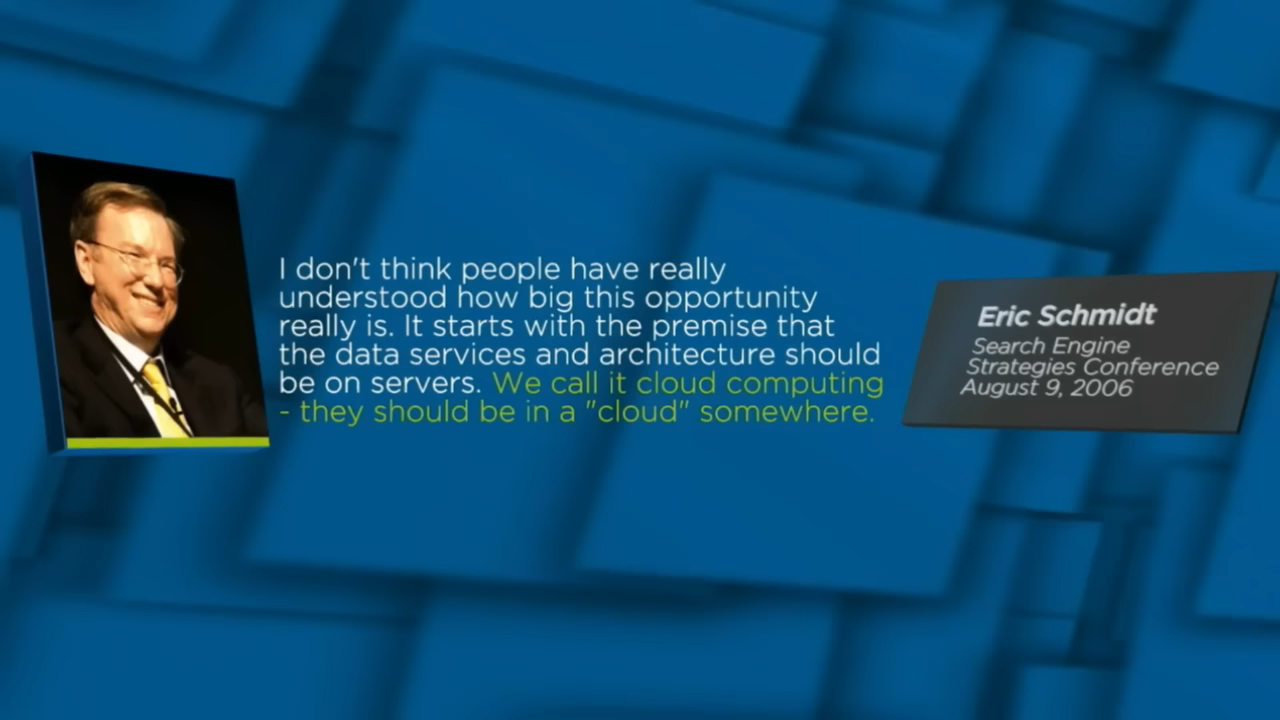 I don't think people have really
understood how big this opportunity
really is. It starts with the premise that
the data services and architecture should
be on servers. We call it cloud computing
- they should be in a "cloud" somewhere.
Eric Schmidt
Search Engine
Strategies Conference
August 9, 2006